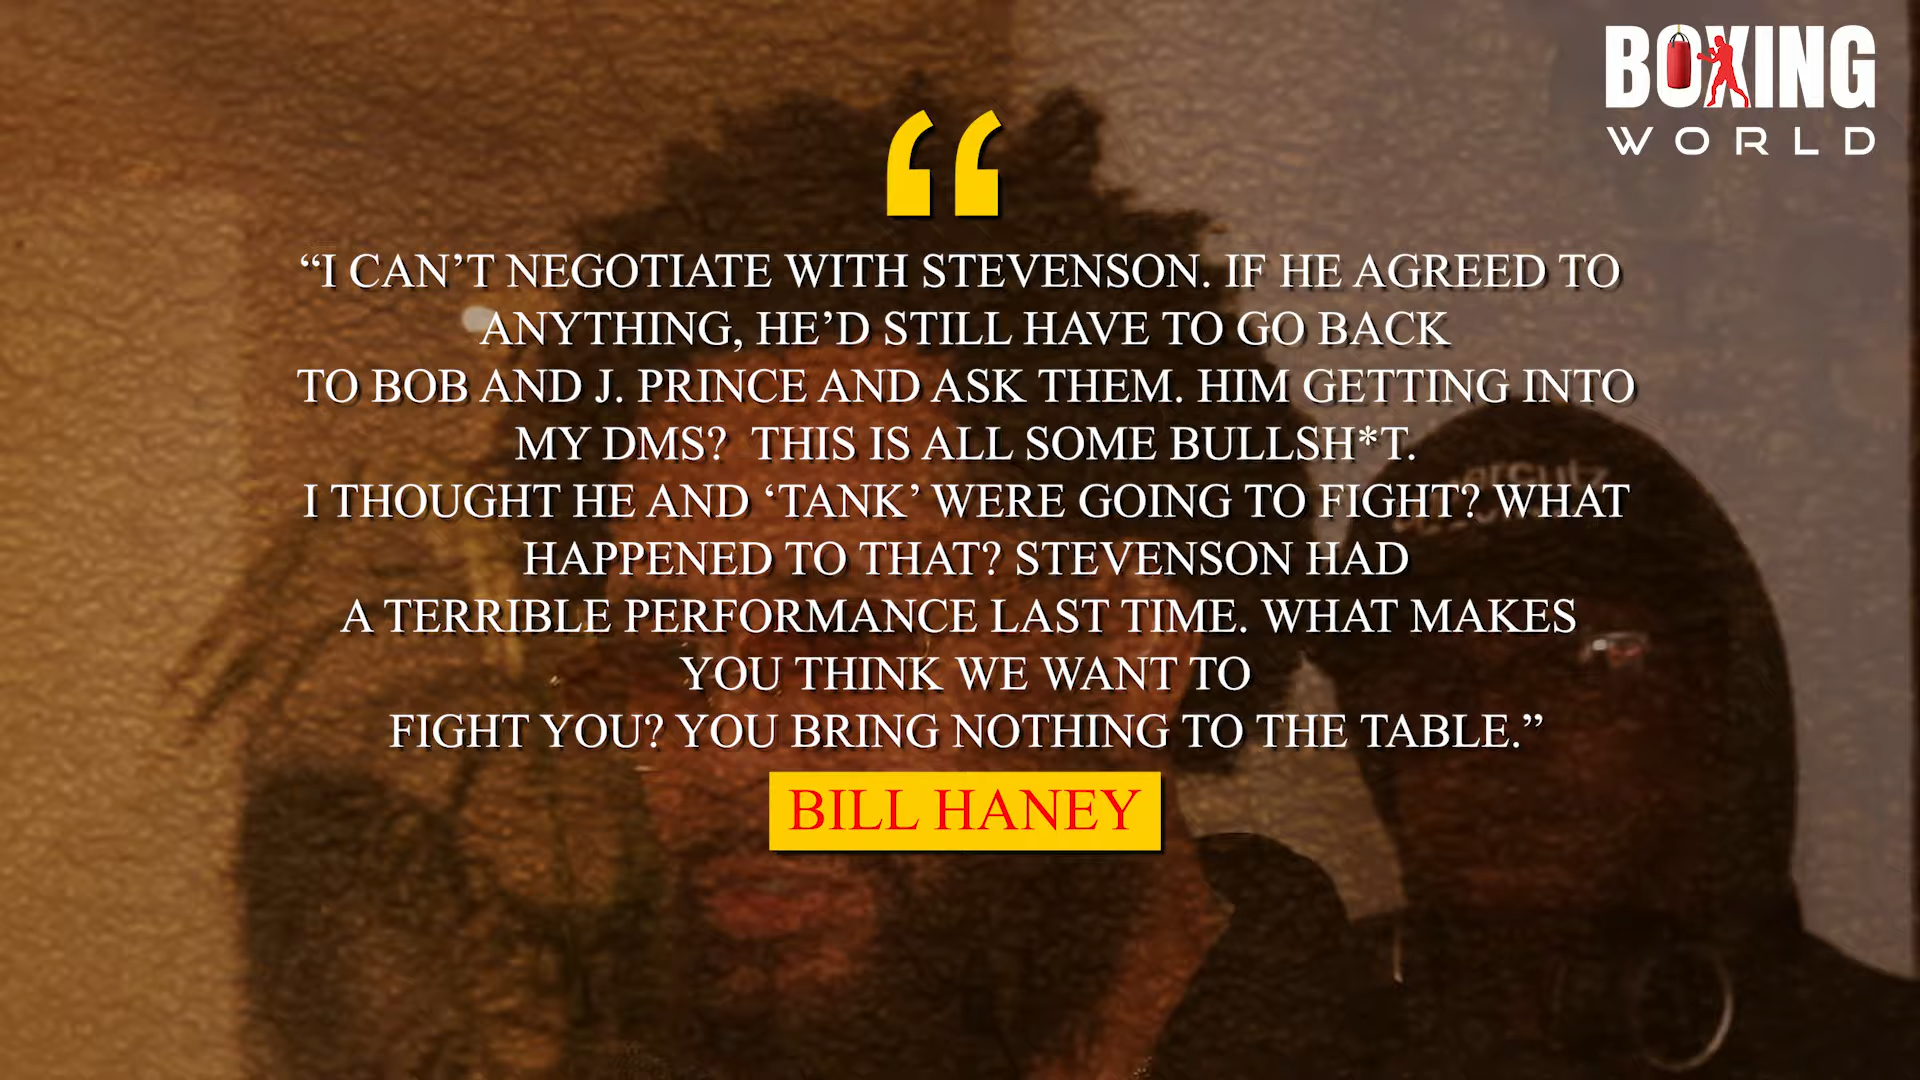 BOXING
WORLD
“
“I CAN’T NEGOTIATE WITH STEVENSON. IF HE AGREED TO
ANYTHING, HE’D STILL HAVE TO GO BACK
TO BOB AND J. PRINCE AND ASK THEM. HIM GETTING INTO
MY DMS?  THIS IS ALL SOME BULLSH*T.
I THOUGHT HE AND ‘TANK’ WERE GOING TO FIGHT? WHAT
HAPPENED TO THAT? STEVENSON HAD
A TERRIBLE PERFORMANCE LAST TIME. WHAT MAKES
YOU THINK WE WANT TO
FIGHT YOU? YOU BRING NOTHING TO THE TABLE.”
BILL HANEY